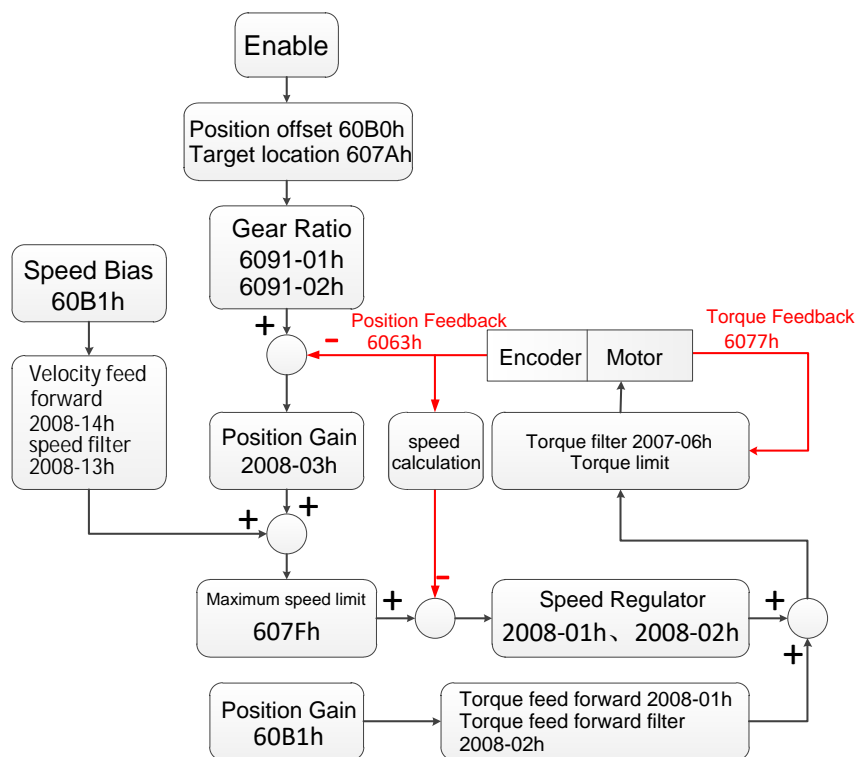 Enable
Position offset 60B0h
Target location 607Ah
Gear Ratio
6091-01h
6091-02h
Speed Bias
60B1h
+
Position Feedback
6063h
-
Torque Feedback
6077h
Encoder
Motor
Velocity feed
forward
2008-14h
speed filter
2008-13h
Position Gain
2008-03h
speed
calculation
Torque filter 2007-06h
Torque limit
+
+
-
Maximum speed limit
607Fh
+
Speed Regulator
2008-01h、2008-02h
+
+
Position Gain
60B1h
Torque feed forward 2008-01h
Torque feed forward filter
2008-02h